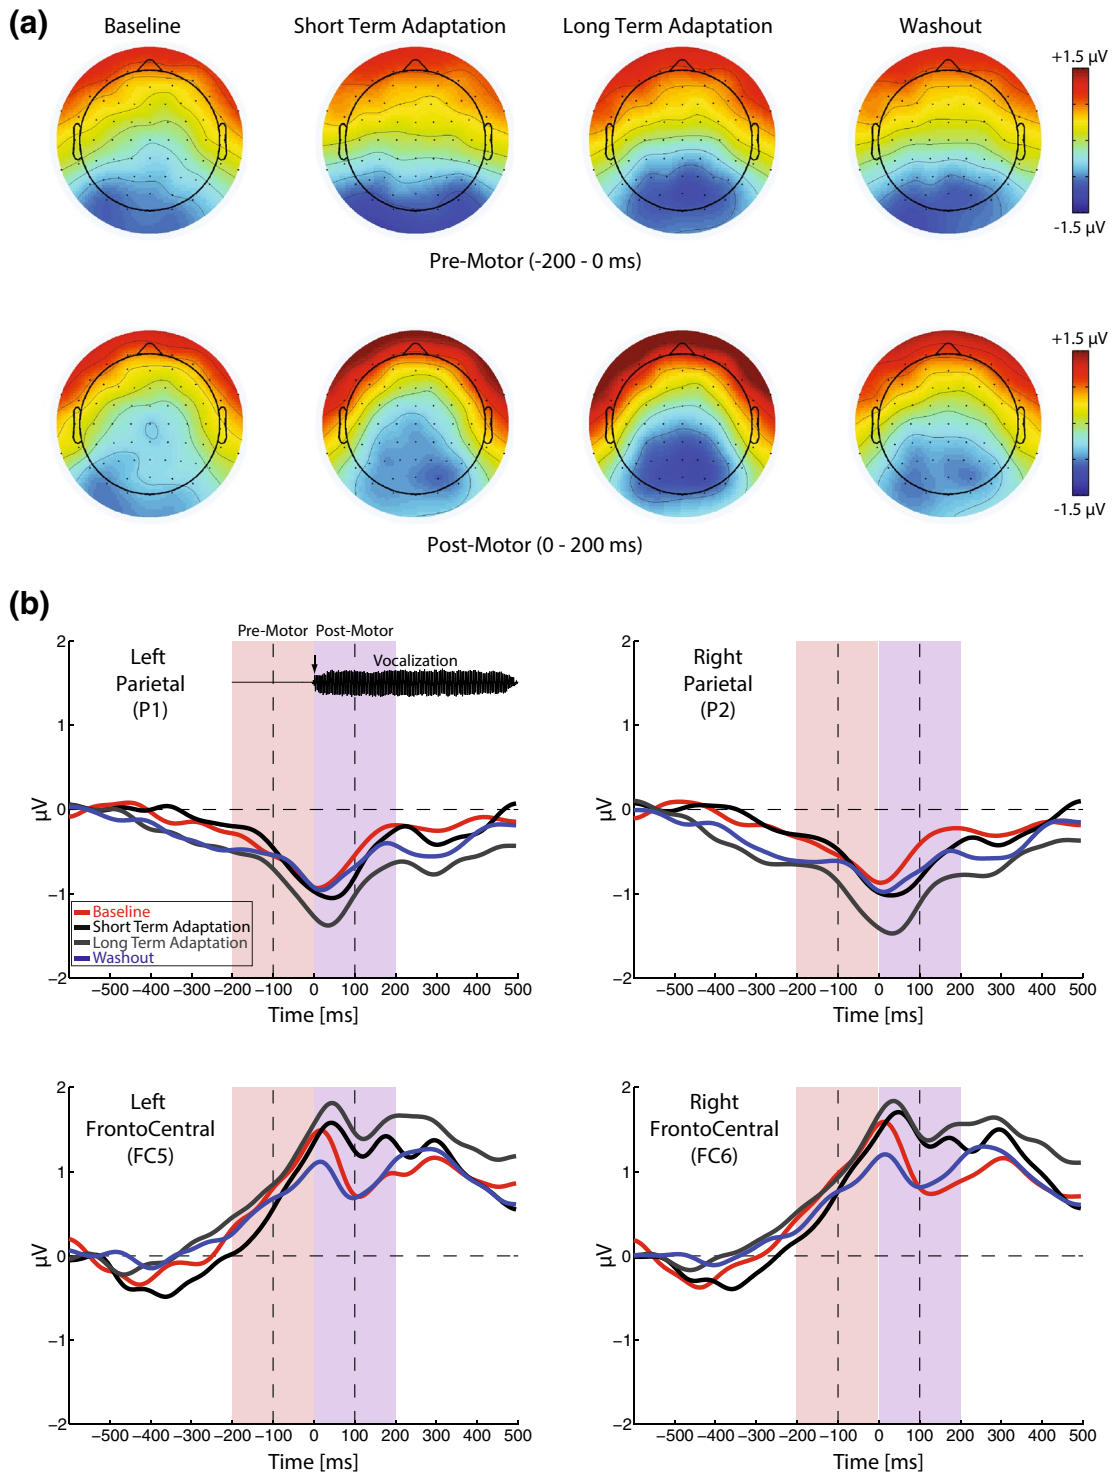 (a)
Baseline
Short Term Adaptation
Long Term Adaptation
Washout
+1.5 μV
-1.5 μV
Pre-Motor (-200 - 0 ms)
+1.5 μV
-1.5 μV
Post-Motor (0 - 200 ms)
(b)
Pre-Motor
Post-Motor
Vocalization
Left
Parietal
(P1)
2
1
0
−1
−2
μV
Baseline
Short Term Adaptation
Long Term Adaptation
Washout
−500 −400 −300 −200 −100 0 100 200 300 400 500
Time [ms]
Right
Parietal
(P2)
2
1
0
−1
−2
μV
−500 −400 −300 −200 −100 0 100 200 300 400 500
Time [ms]
Left
FrontoCentral
(FC5)
2
1
0
−1
−2
μV
−500 −400 −300 −200 −100 0 100 200 300 400 500
Time [ms]
Right
FrontoCentral
(FC6)
2
1
0
−1
−2
μV
−500 −400 −300 −200 −100 0 100 200 300 400 500
Time [ms]